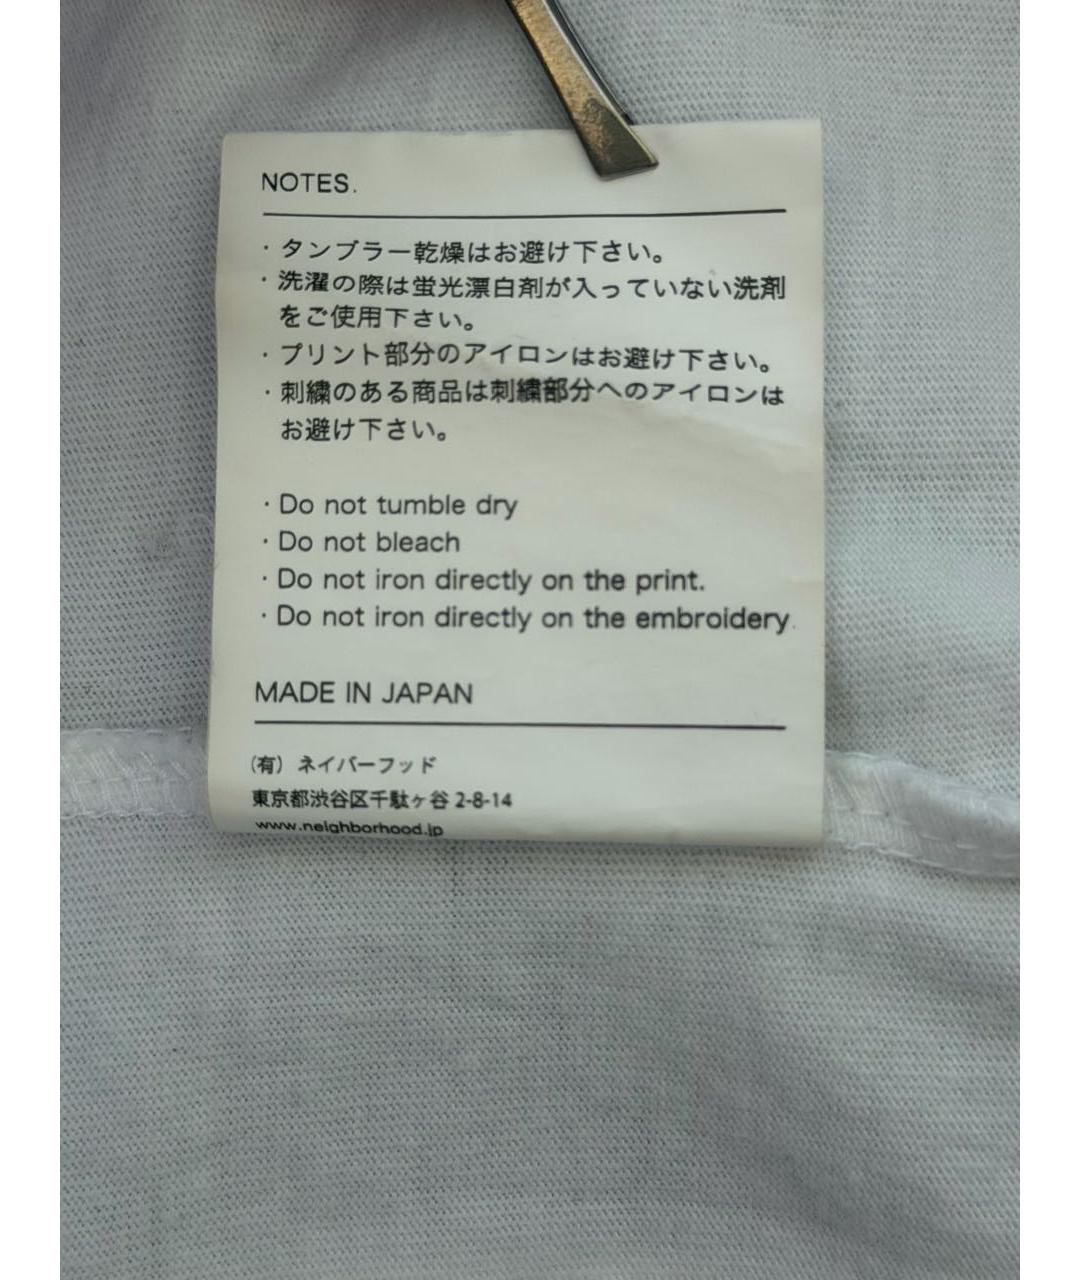 NOTES.
・タンブラー乾燥はお避け下さい。
・洗濯の際は蛍光漂白剤が入っていない洗剤
をご使用下さい。
・プリント部分のアイロンはお避け下さい。
・刺繍のある商品は刺繍部分へのアイロンは
お避け下さい。
・Do not tumble dry
・Do not bleach
・Do not iron directly on the print.
・Do not iron directly on the embroidery.
MADE IN JAPAN
(有) ネイバーフッド
東京都渋谷区千駄ヶ谷 2-8-14
www.neighborhood.jp